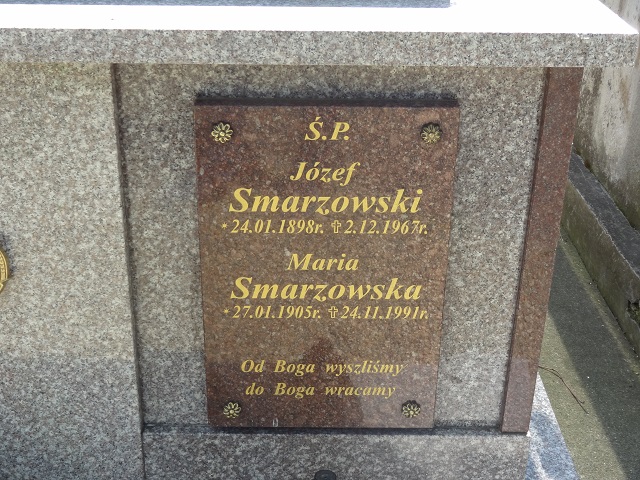 Ś.P.
Józef
Smarzowski
* 24.01.1898r. ✝ 2.12.1967r.
Maria
Smarzowska
* 27.01.1905r. ✝ 24.11.1991r.
Od Boga wyszliśmy
do Boga wracamy